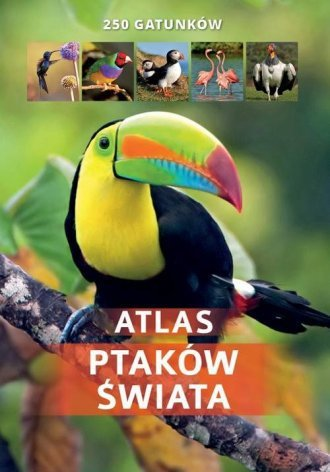 250 GATUNKÓW
ATLAS
PTAKÓW
ŚWIATA